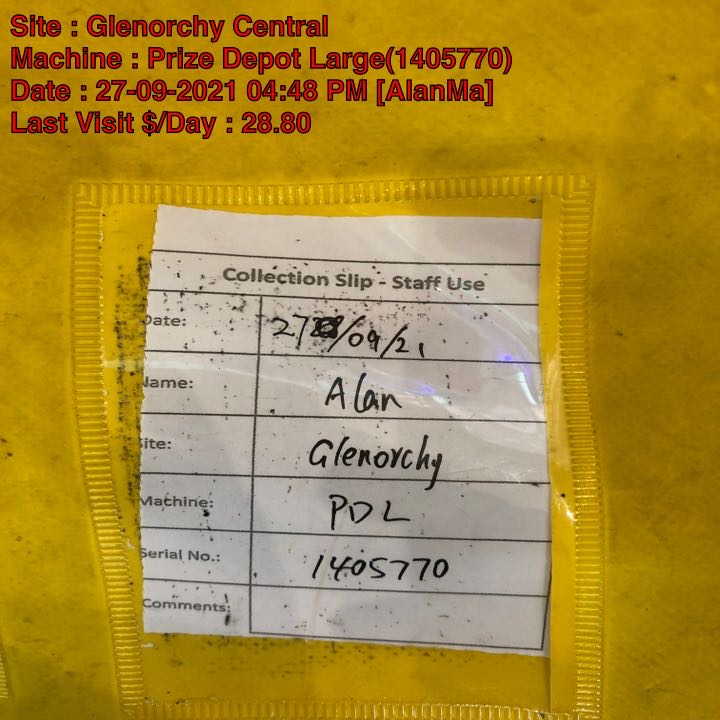 Site : Glenorchy Central
Machine : Prize Depot Large(1405770)
Date : 27-09-2021 04:48 PM [AlanMa]
Last Visit $/Day : 28.80
Collection Slip - Staff Use
Date: 27/09/21
Name: Alan
Site: Glenorchy
Machine: PDL
Serial No.: 1405770
Comments: